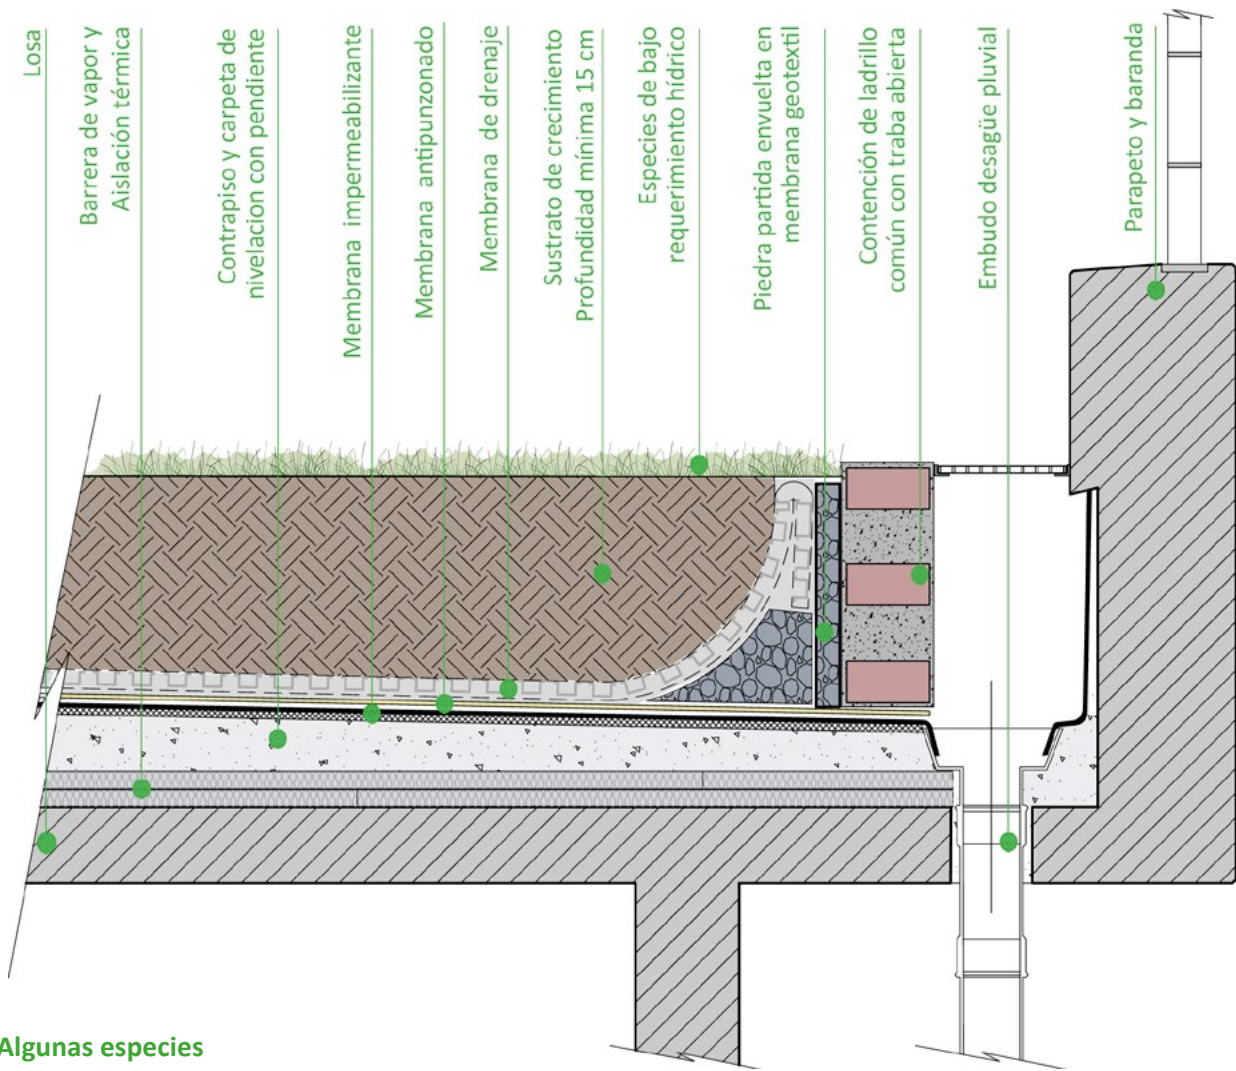 Losa
Barrera de vapor y
Aislación térmica
Contrapiso y carpeta de
nivelacion con pendiente
Membrana impermeabilizante
Membrana antipunzonado
Membrana de drenaje
Sustrato de crecimiento
Profundidad mínima 15 cm
Especies de bajo
requerimiento hídrico
Piedra partida envuelta en
membrana geotextil
Contención de ladrillo
común con traba abierta
Embudo desagüe pluvial
Parapeto y baranda
Algunas especies